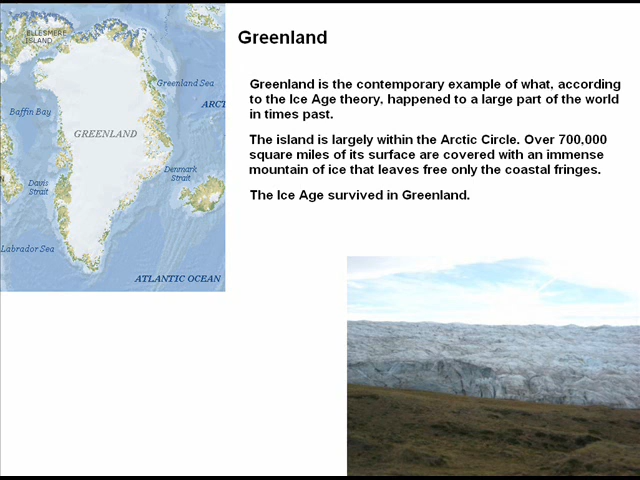 Greenland
ELLESMERE
ISLAND
Greenland Sea
ARCT
Baffin Bay
GREENLAND
Denmark
Strait
Davis
Strait
Labrador Sea
ATLANTIC OCEAN
Greenland is the contemporary example of what, according
to the Ice Age theory, happened to a large part of the world
in times past.
The island is largely within the Arctic Circle. Over 700,000
square miles of its surface are covered with an immense
mountain of ice that leaves free only the coastal fringes.
The Ice Age survived in Greenland.